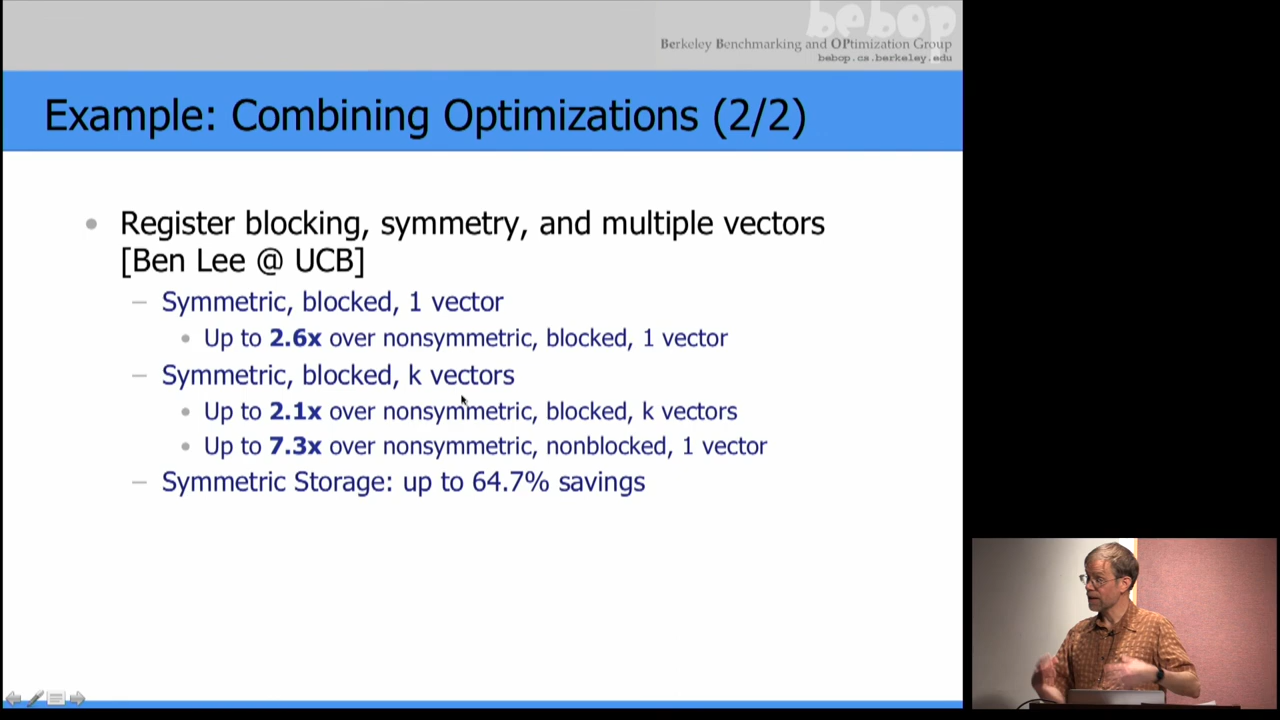 bebop
Berkeley Benchmarking and OPtimization Group
bebop.cs.berkeley.edu
Example: Combining Optimizations (2/2)
• Register blocking, symmetry, and multiple vectors
[Ben Lee @ UCB]
– Symmetric, blocked, 1 vector
• Up to 2.6x over nonsymmetric, blocked, 1 vector
– Symmetric, blocked, k vectors
• Up to 2.1x over nonsymmetric, blocked, k vectors
• Up to 7.3x over nonsymmetric, nonblocked, 1 vector
– Symmetric Storage: up to 64.7% savings